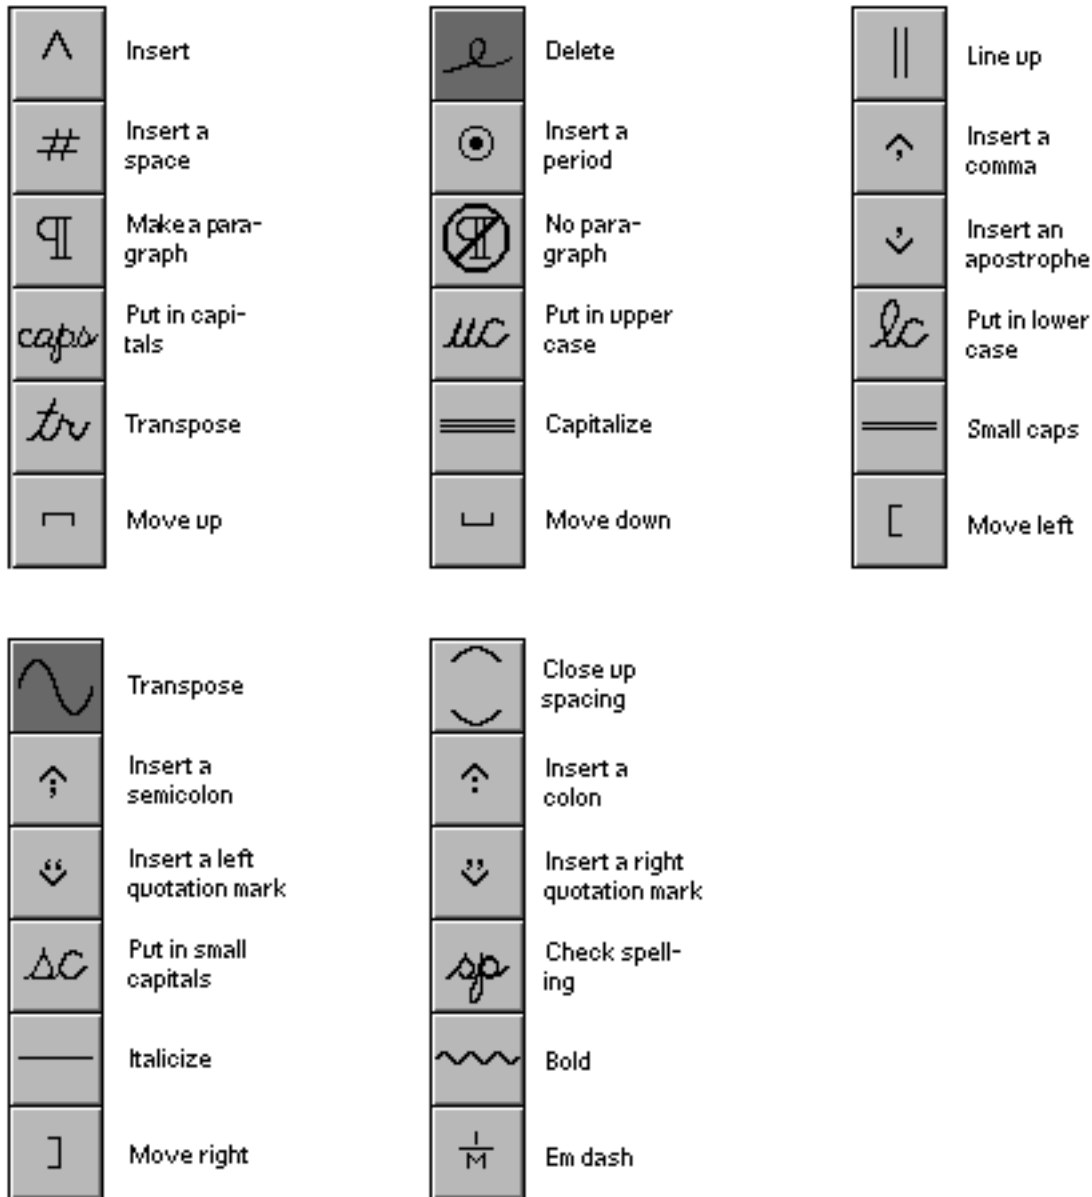 ^ Insert
# Insert a
space
¶ Make a para-
graph
caps Put in capi-
tals
tr Transpose
Move up
Delete
Insert a
period
¶ No para-
graph
uc Put in upper
case
Capitalize
Move down
|| Line up
, Insert a
comma
’ Insert an
apostrophe
lc Put in lower
case
Small caps
[ Move left
Transpose
; Insert a
semicolon
“ Insert a left
quotation mark
sc Put in small
capitals
Italicize
] Move right
Close up
spacing
: Insert a
colon
” Insert a right
quotation mark
sp Check spell-
ing
Bold
1
M Em dash